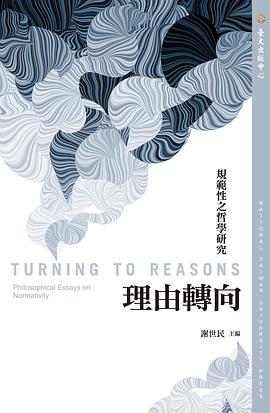 臺大出版中心
NATIONAL TAIWAN UNIVERSITY PRESS
規範性之哲學研究
TURNING TO REASONS
Philosophical Essays on
Normativity
理由轉向
謝世民 主編